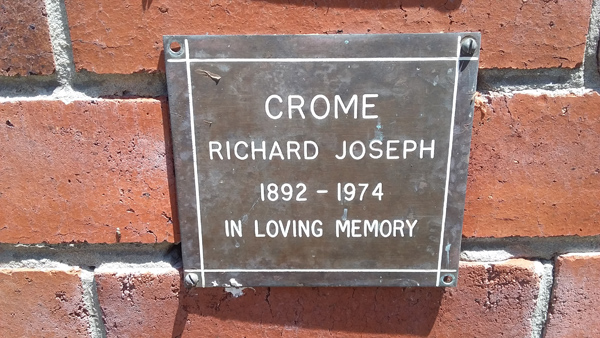 CROME
RICHARD JOSEPH
1892 - 1974
IN LOVING MEMORY